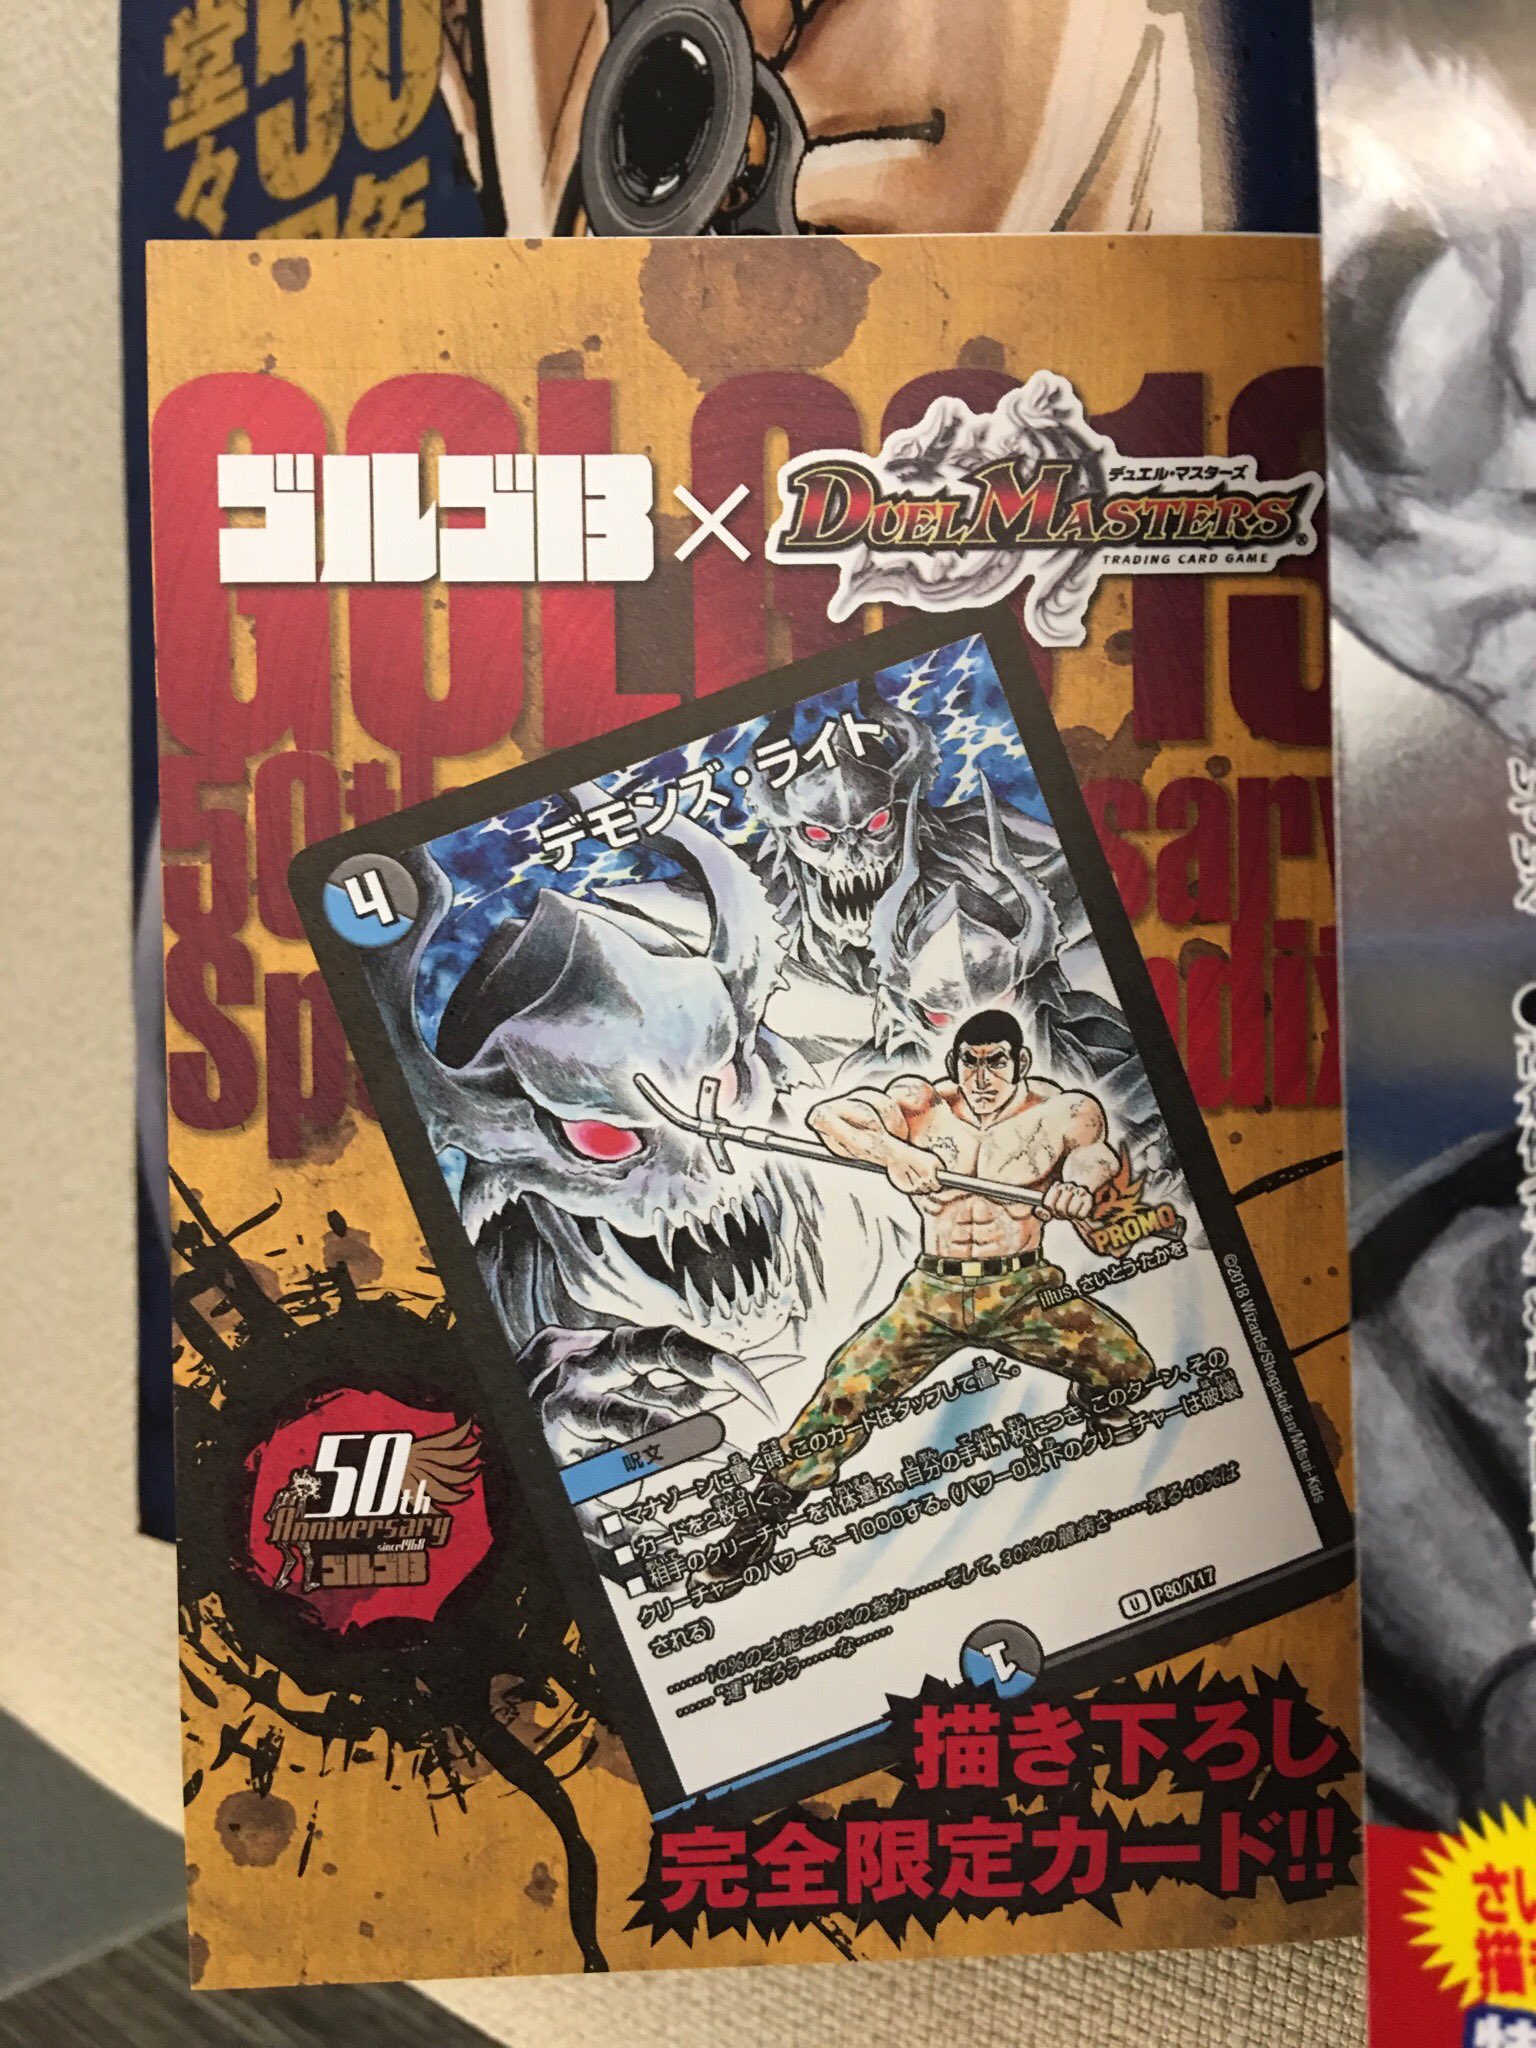 堂々
50
周年
GOLGO13
ゴルゴ13×DUEL MASTERS®
デュエル・マスターズ
TRADING CARD GAME
4
デモンズ・ライト
PROMO
illus. さいとう・たかを
©2018 Wizards/Shogakukan/Mitsui-Kids
呪文
■マナゾーンに置く時、このカードはタップして置く。
■カードを2枚引く。
■相手のクリーチャーを1体選ぶ。自分の手札1枚につき、このターン、その
クリーチャーのパワーを-1000する。(パワー0以下のクリーチャーは破壊
される)
……10%の才能と20%の努力……そして、30%の臆病さ……残る40%は
……“運”だろう……な……
U P80/Y17
1
50th
Anniversary
since1968
ゴルゴ13
描き下ろし
完全限定カード!!